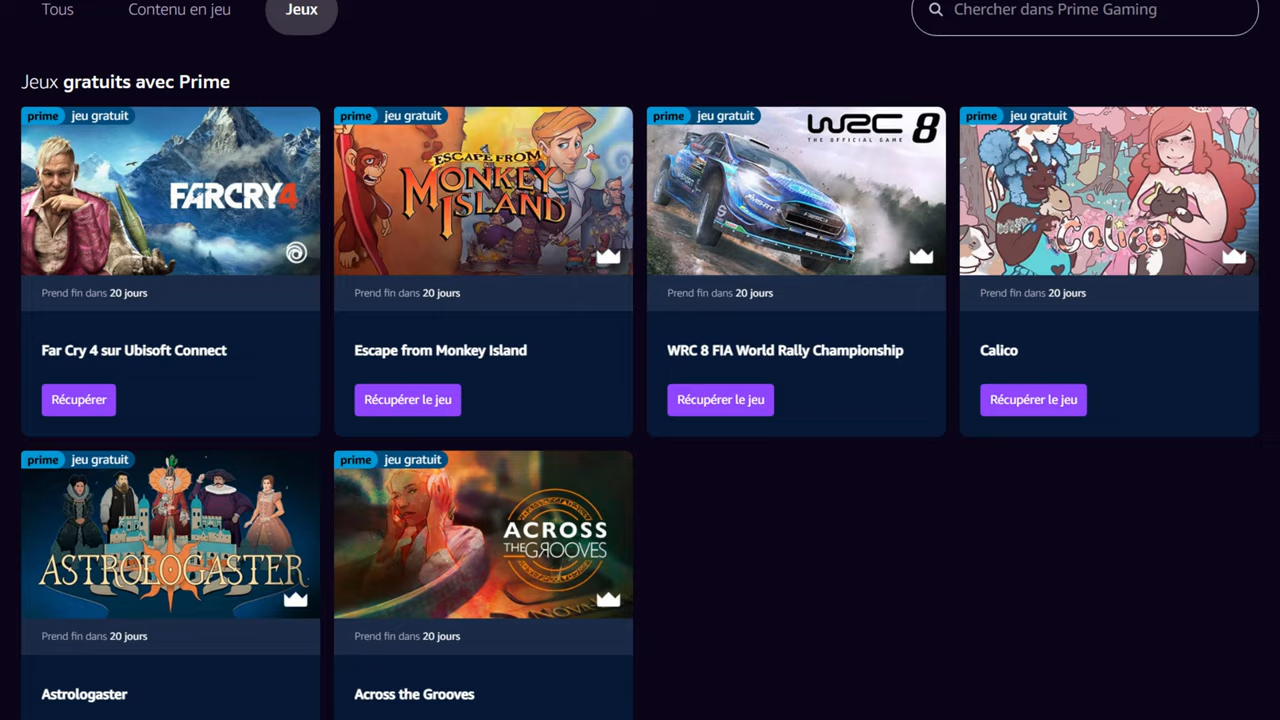 Tous
Contenu en jeu
Jeux
Chercher dans Prime Gaming
Jeux gratuits avec Prime
prime jeu gratuit
FARCRY4
Prend fin dans 20 jours
Far Cry 4 sur Ubisoft Connect
Récupérer
prime jeu gratuit
ESCAPE FROM
MONKEY
ISLAND
Prend fin dans 20 jours
Escape from Monkey Island
Récupérer le jeu
prime jeu gratuit
WRC 8
THE OFFICIAL GAME
Prend fin dans 20 jours
WRC 8 FIA World Rally Championship
Récupérer le jeu
prime jeu gratuit
Calico
Prend fin dans 20 jours
Calico
Récupérer le jeu
prime jeu gratuit
ASTROLOGASTER
Prend fin dans 20 jours
Astrologaster
prime jeu gratuit
ACROSS
THE GROOVES
Prend fin dans 20 jours
Across the Grooves